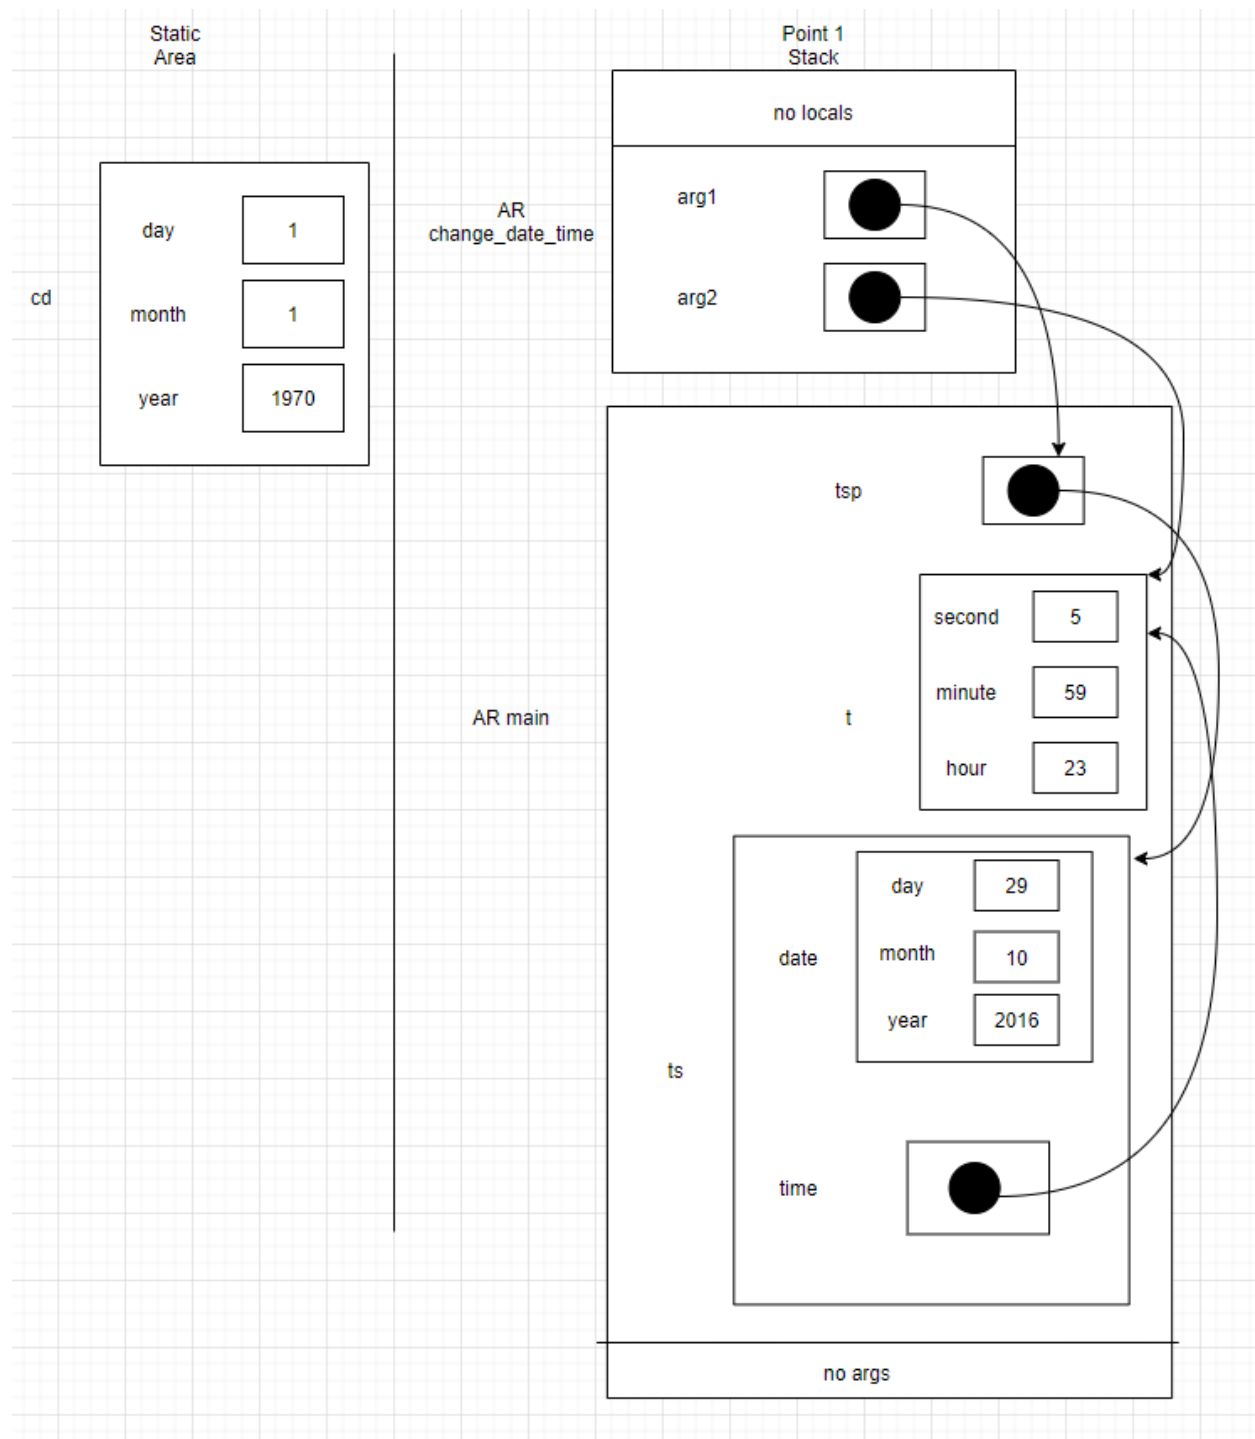 Static
Area
Point 1
Stack
no locals
arg1
AR
change_date_time
arg2
cd
day
1
month
1
year
1970
tsp
AR main
t
second
5
minute
59
hour
23
ts
date
day
29
month
10
year
2016
time
no args